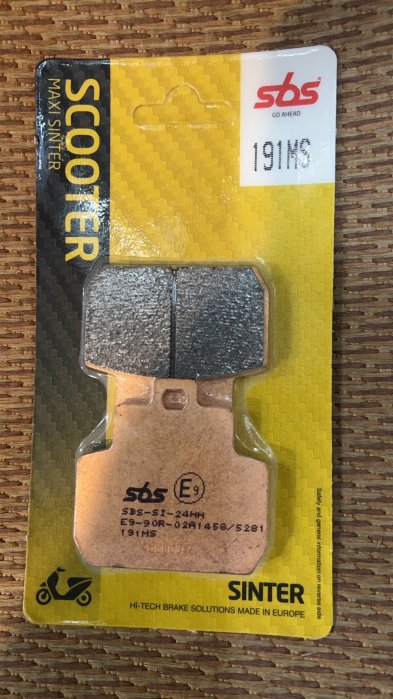 SCOOTER
MAXI SINTER
sbs
GO AHEAD
191MS
sbs E9
SBS-SI-24HH
E9-90R-02A1458/5281
191MS
Safety and general information on reverse side
SINTER
HI-TECH BRAKE SOLUTIONS MADE IN EUROPE